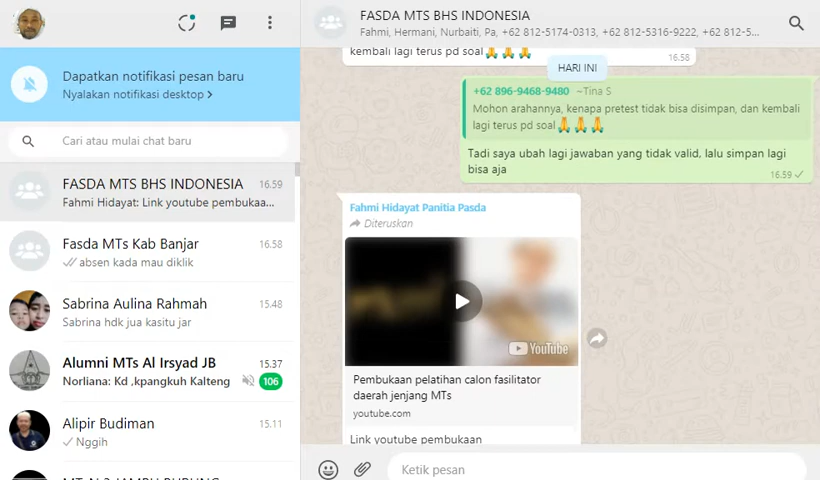 Dapatkan notifikasi pesan baru
Nyalakan notifikasi desktop >
Cari atau mulai chat baru
FASDA MTS BHS INDONESIA
16.59
Fahmi Hidayat: Link youtube pembukaa...
Fasda MTs Kab Banjar
16.58
absen kada mau diklik
Sabrina Aulina Rahmah
15.48
Sabrina hdk jua kasitu jar
Alumni MTs Al Irsyad JB
15.37
Norliana: Kd ,kpangkuh Kalteng
106
Alipir Budiman
15.11
Nggih
FASDA MTS BHS INDONESIA
Fahmi, Hermani, Nurbaiti, Pa, +62 812-5174-0313, +62 812-5316-9222, +62 812-5...
kembali lagi terus pd soal🙏🙏🙏
16.58
HARI INI
+62 896-9468-9480 ~Tina S
Mohon arahannya, kenapa pretest tidak bisa disimpan, dan kembali
lagi terus pd soal🙏🙏🙏
Tadi saya ubah lagi jawaban yang tidak valid, lalu simpan lagi
bisa aja
16.59
Fahmi Hidayat Panitia Pasda
Diteruskan
YouTube
Pembukaan pelatihan calon fasilitator
daerah jenjang MTs
youtube.com
Link youtube pembukaan
Ketik pesan